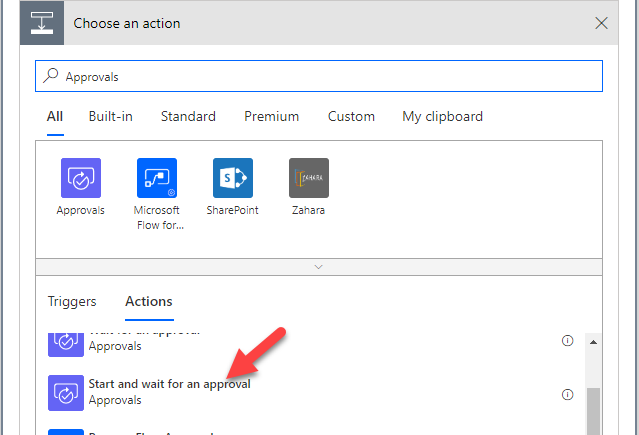 Choose an action
Approvals
All Built-in Standard Premium Custom My clipboard
Approvals Microsoft Flow for... SharePoint Zahara
Triggers Actions
Wait for an approval
Approvals
Start and wait for an approval
Approvals